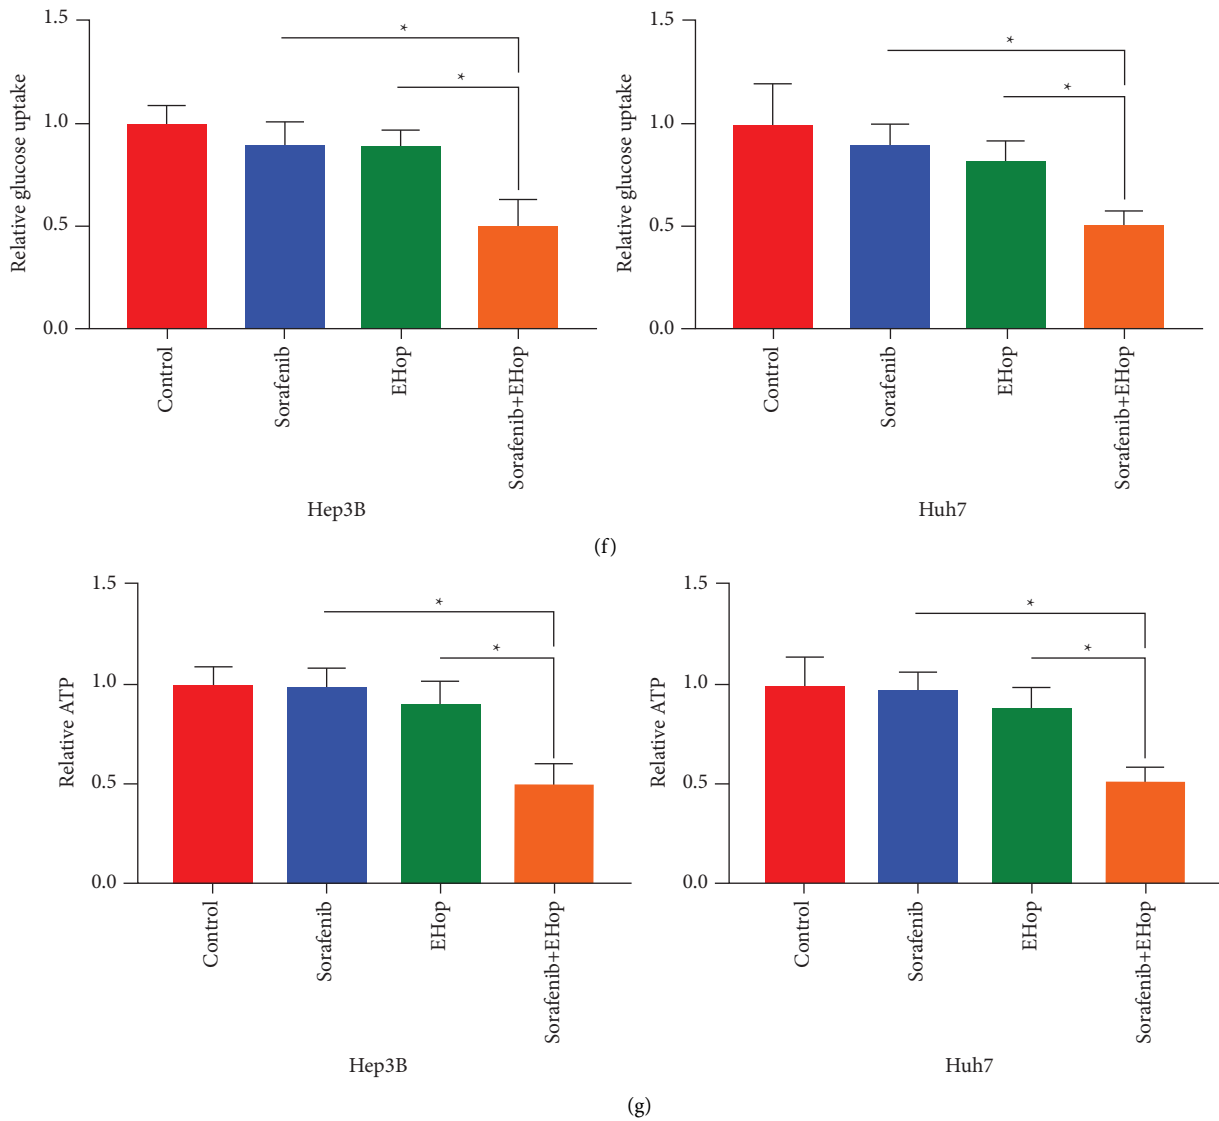 Relative glucose uptake
1.5
1.0
0.5
0.0
*
*
Control
Sorafenib
EHop
Sorafenib+EHop
Hep3B
Relative glucose uptake
1.5
1.0
0.5
0.0
*
*
Control
Sorafenib
EHop
Sorafenib+EHop
Huh7
(f)
Relative ATP
1.5
1.0
0.5
0.0
*
*
Control
Sorafenib
EHop
Sorafenib+EHop
Hep3B
Relative ATP
1.5
1.0
0.5
0.0
*
*
Control
Sorafenib
EHop
Sorafenib+EHop
Huh7
(g)